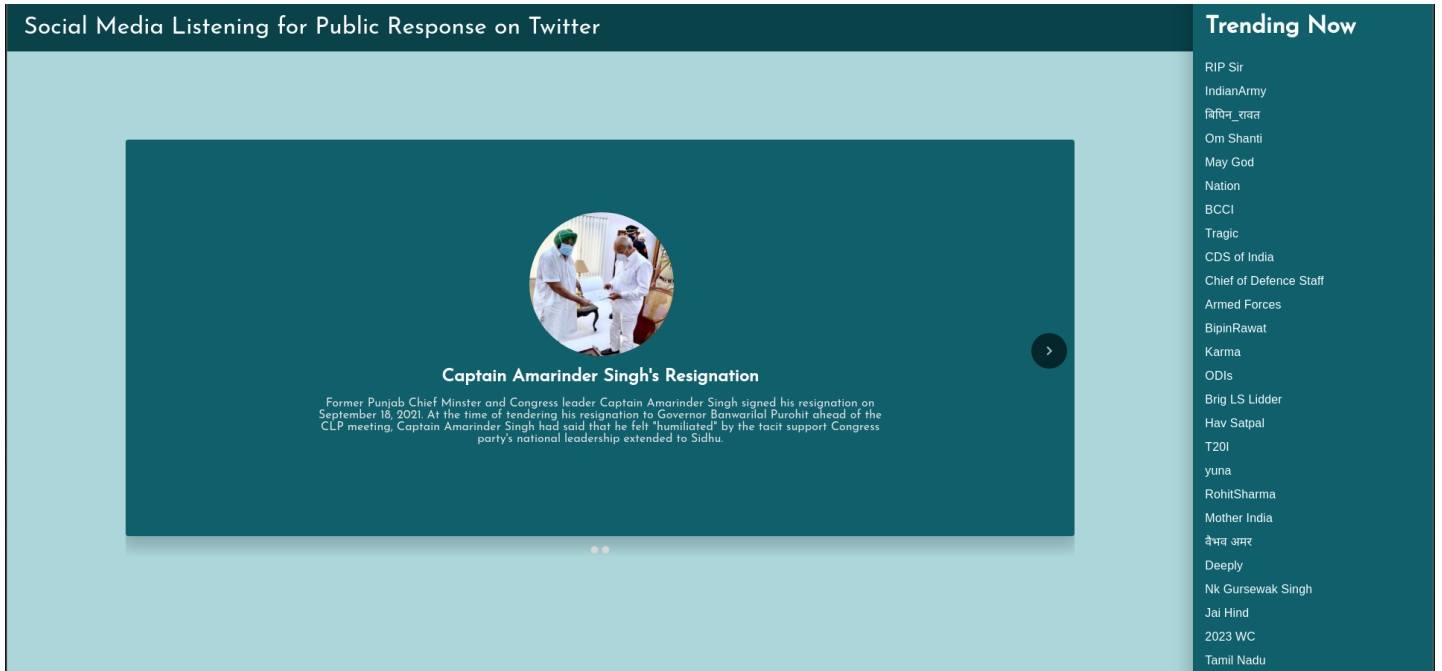 Social Media Listening for Public Response on Twitter
Captain Amarinder Singh's Resignation
Former Punjab Chief Minster and Congress leader Captain Amarinder Singh signed his resignation on
September 18, 2021. At the time of tendering his resignation to Governor Banwarilal Purohit ahead of the
CLP meeting, Captain Amarinder Singh had said that he felt "humiliated" by the tacit support Congress
party's national leadership extended to Sidhu.
Trending Now
RIP Sir
IndianArmy
बिपिन_रावत
Om Shanti
May God
Nation
BCCI
Tragic
CDS of India
Chief of Defence Staff
Armed Forces
BipinRawat
Karma
ODIs
Brig LS Lidder
Hav Satpal
T20I
yuna
RohitSharma
Mother India
वैभव अमर
Deeply
Nk Gursewak Singh
Jai Hind
2023 WC
Tamil Nadu